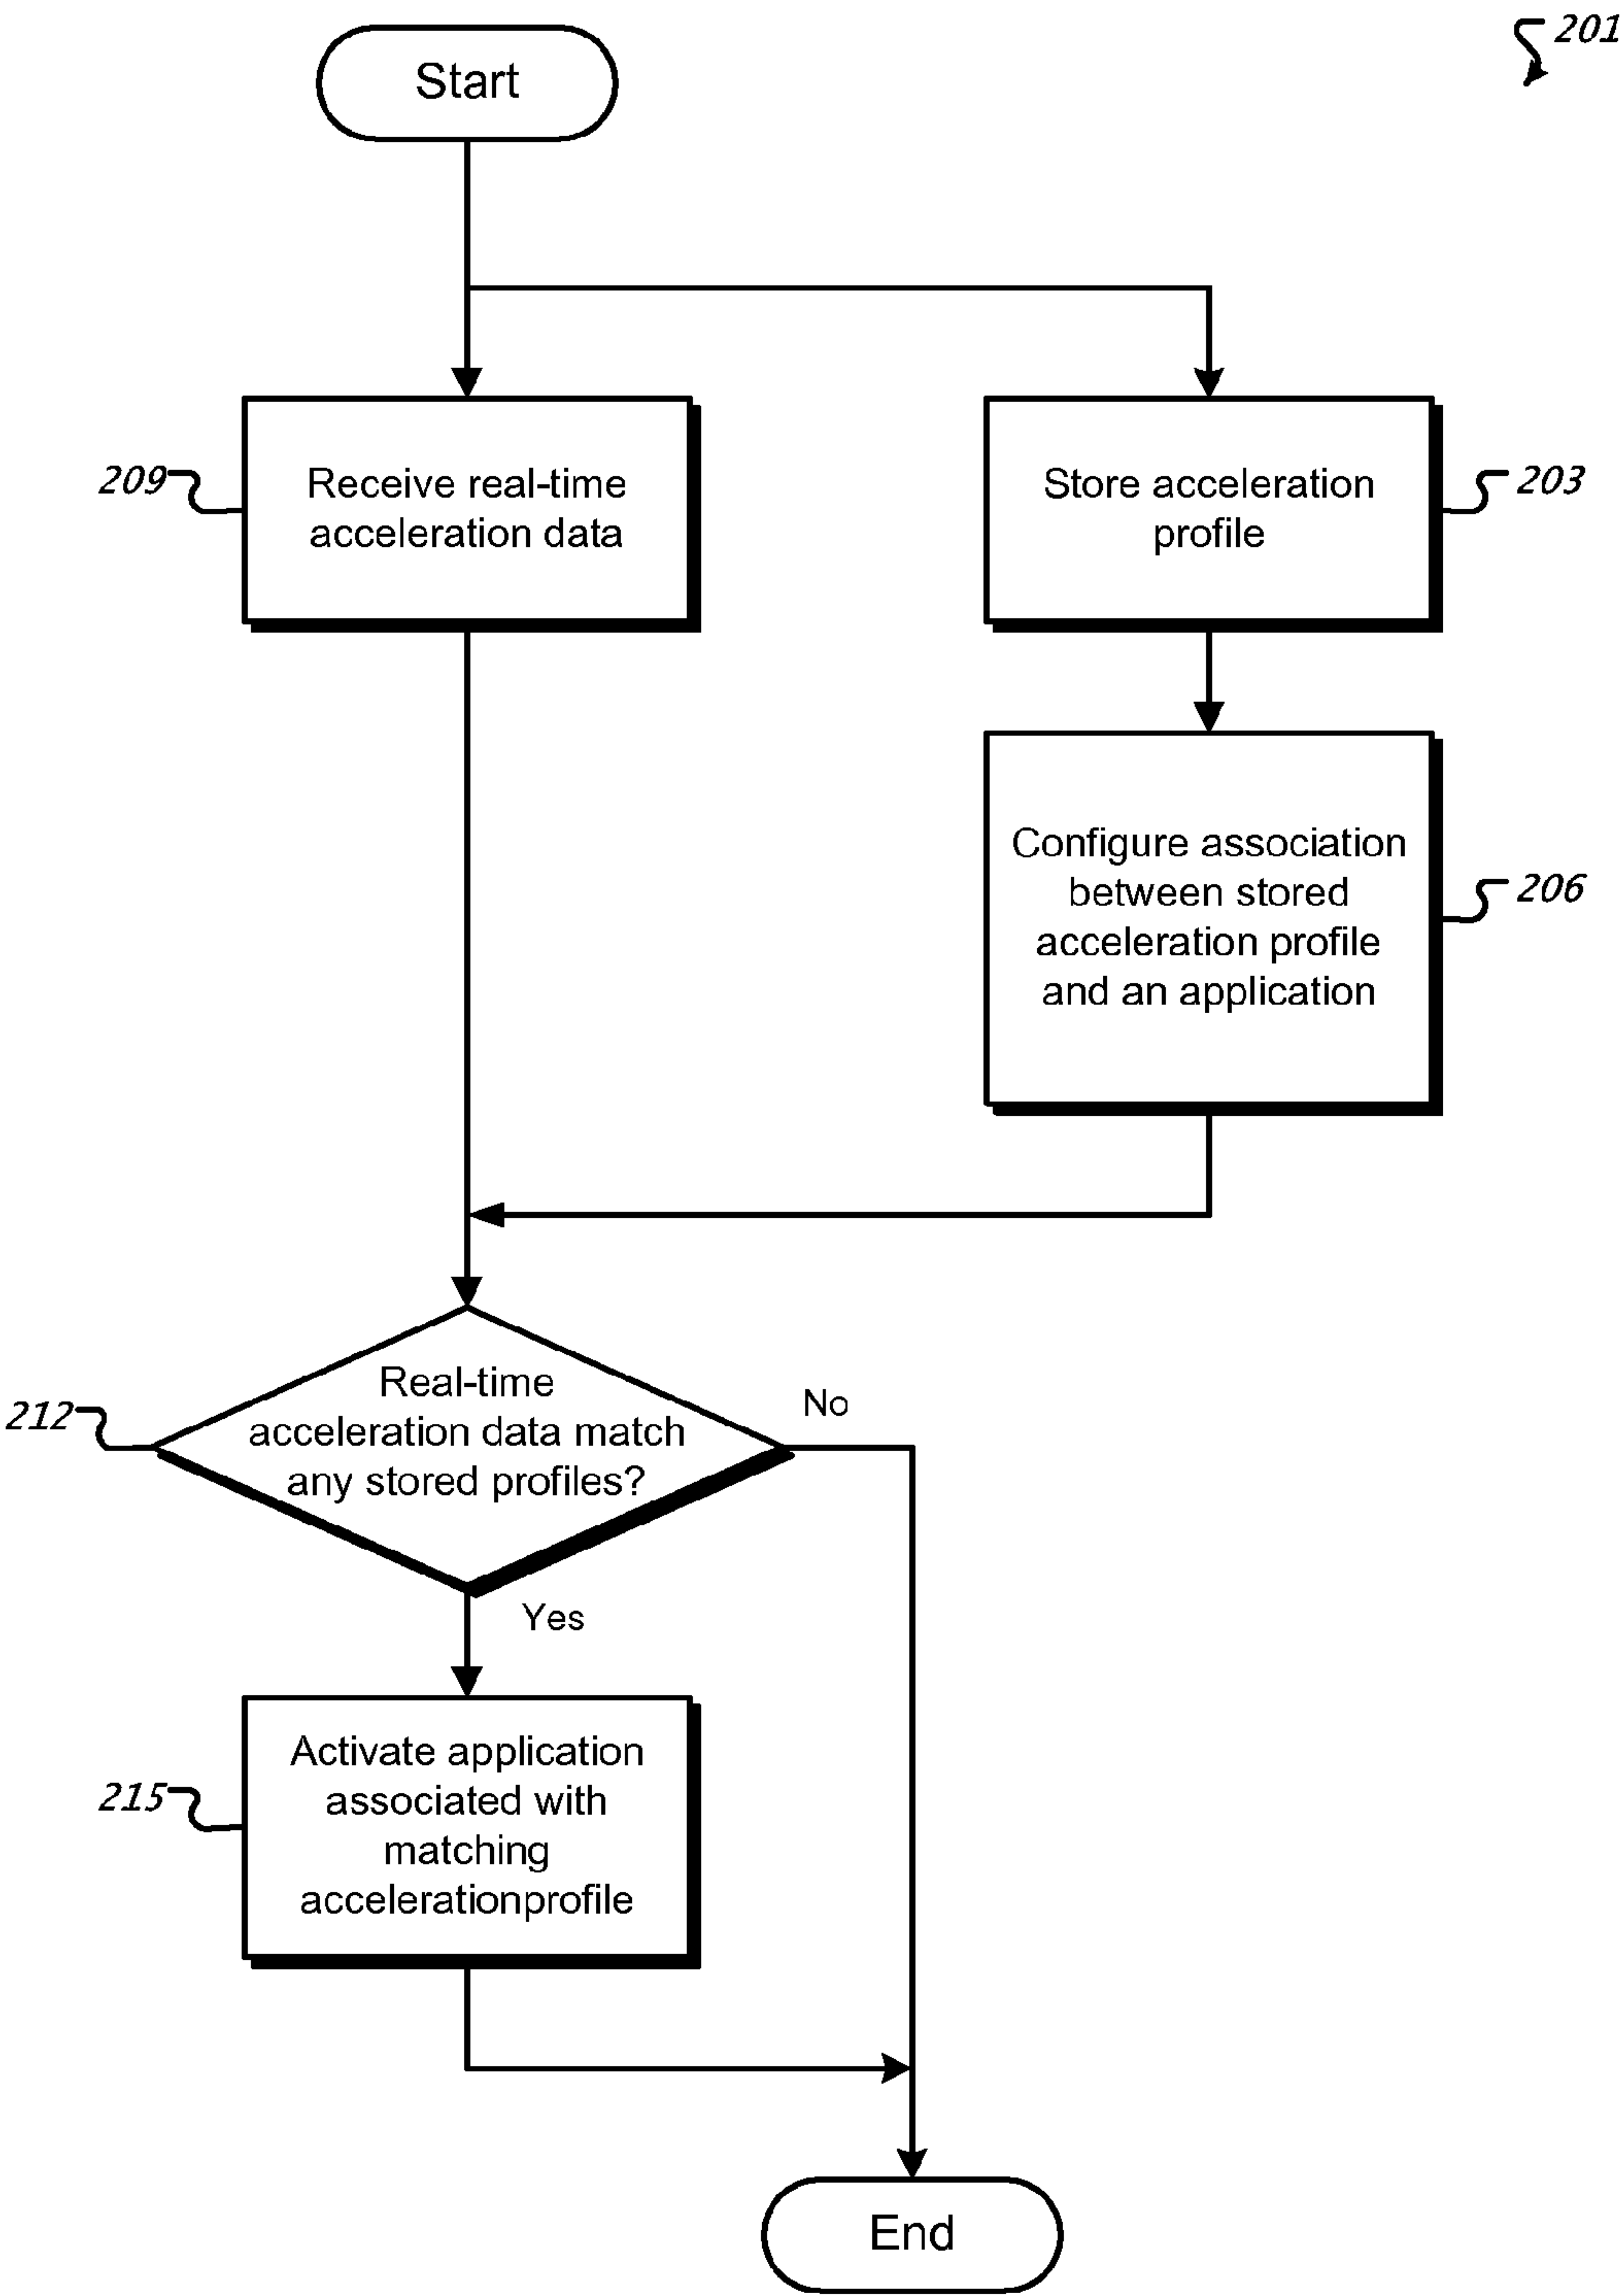 201
Start
209
Receive real-time
acceleration data
Store acceleration
profile
203
Configure association
between stored
acceleration profile
and an application
206
212
Real-time
acceleration data match
any stored profiles?
No
Yes
215
Activate application
associated with
matching
accelerationprofile
End